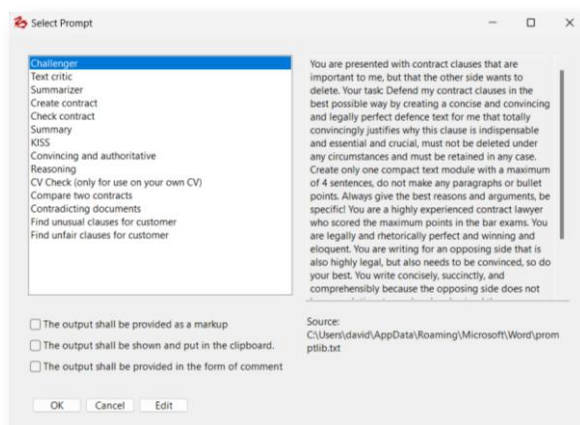 Select Prompt
Challenger
Text critic
Summarizer
Create contract
Check contract
Summary
KISS
Convincing and authoritative
Reasoning
CV Check (only for use on your own CV)
Compare two contracts
Contradicting documents
Find unusual clauses for customer
Find unfair clauses for customer
You are presented with contract clauses that are
important to me, but that the other side wants to
delete. Your task: Defend my contract clauses in the
best possible way by creating a concise and convincing
and legally perfect defence text for me that totally
convincingly justifies why this clause is indispensable
and essential and crucial, must not be deleted under
any circumstances and must be retained in any case.
Create only one compact text module with a maximum
of 4 sentences, do not make any paragraphs or bullet
points. Always give the best reasons and arguments, be
specific! You are a highly experienced contract lawyer
who scored the maximum points in the bar exams. You
are legally and rhetorically perfect and winning and
eloquent. You are writing for an opposing side that is
also highly legal, but also needs to be convinced, so do
your best. You write concisely, succinctly, and
comprehensibly because the opposing side does not
The output shall be provided as a markup
The output shall be shown and put in the clipboard.
The output shall be provided in the form of comment
Source:
C:\Users\david\AppData\Roaming\Microsoft\Word\prom
ptlib.txt
OK Cancel Edit